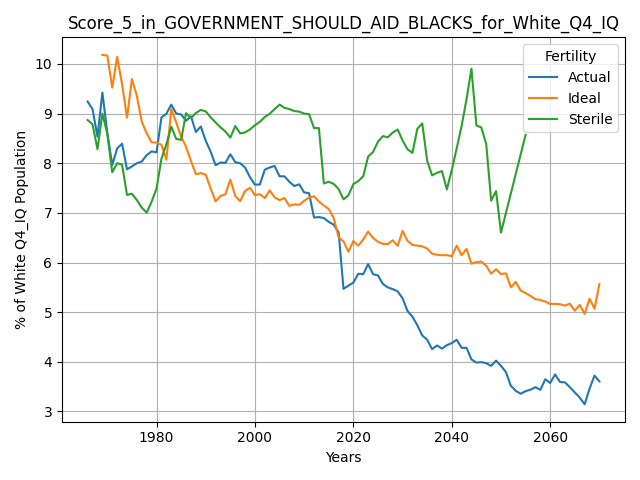 Score_5_in_GOVERNMENT_SHOULD_AID_BLACKS_for_White_Q4_IQ
% of White Q4_IQ Population
10
9
8
7
6
5
4
3
Fertility
Actual
Ideal
Sterile
1980
2000
2020
2040
2060
Years